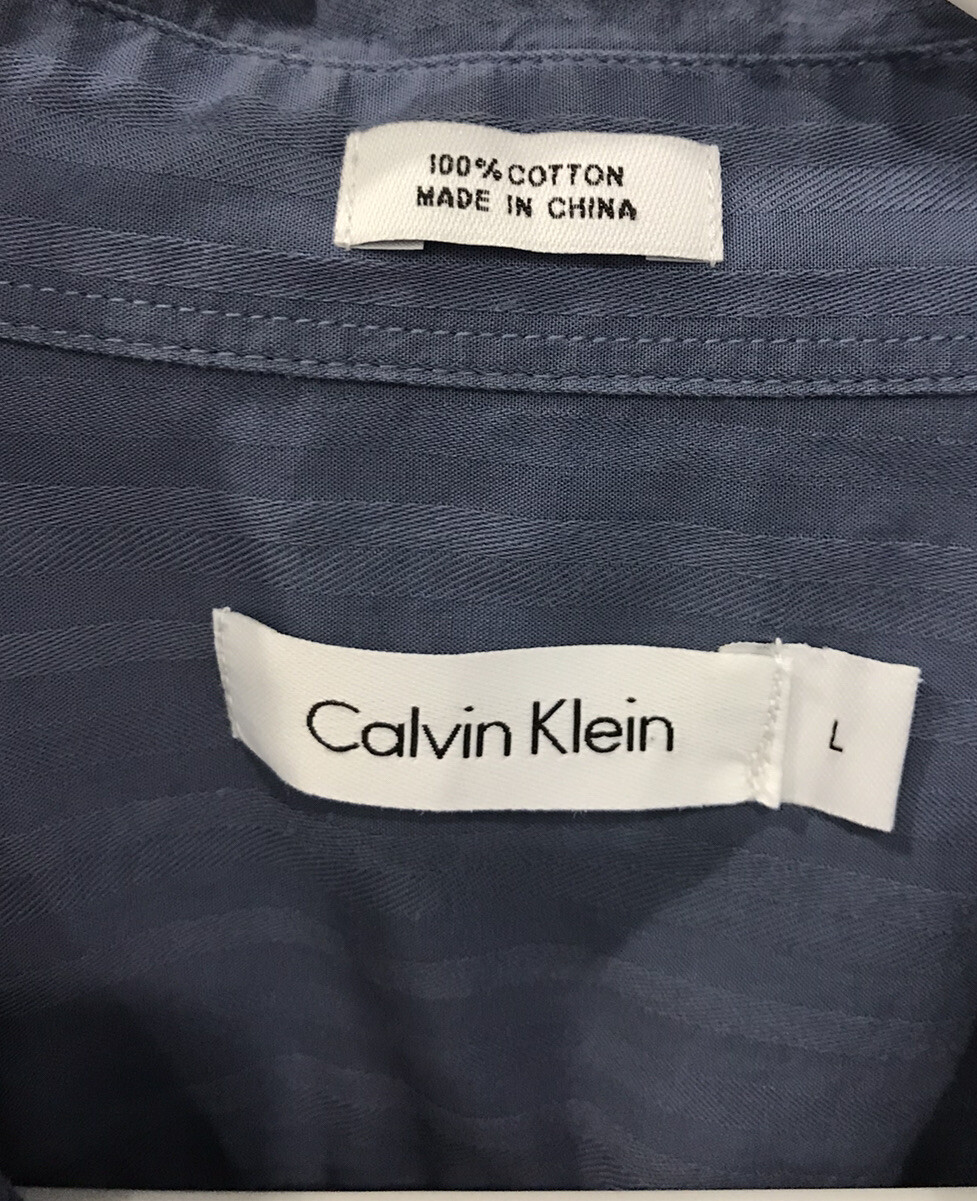 100% COTTON
MADE IN CHINA
Calvin Klein
L